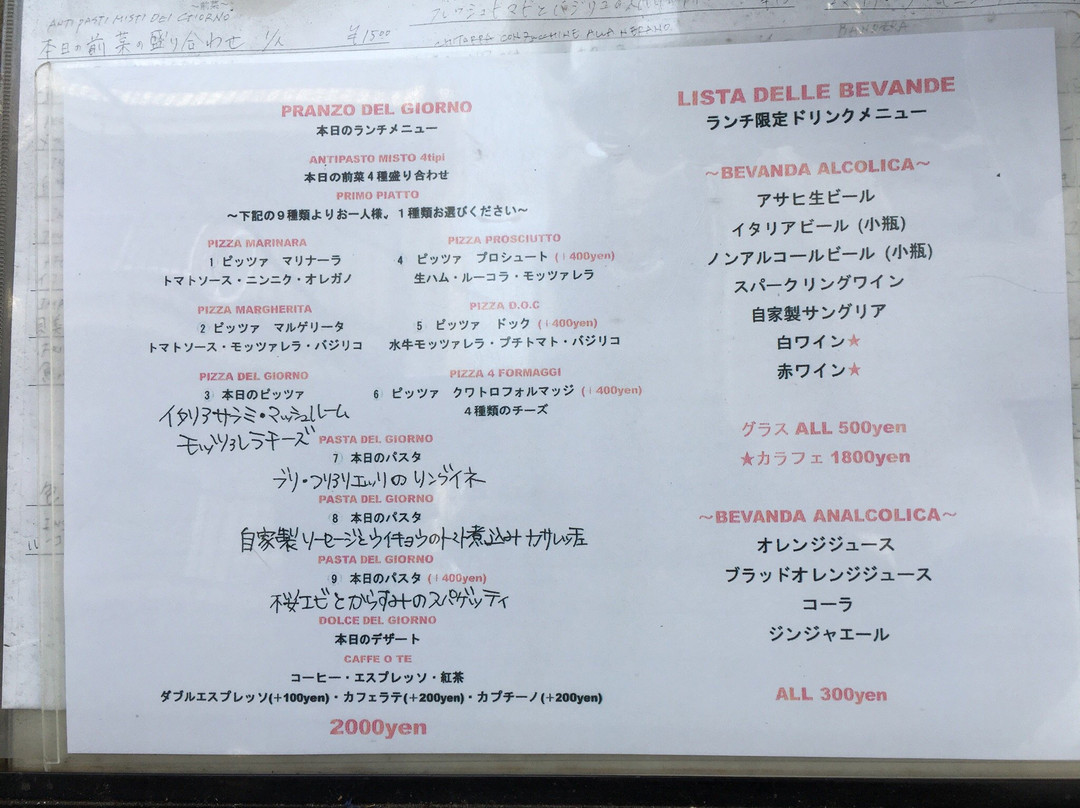 ANTIPASTI MISTI DEL GIORNO
～前菜～
本日の前菜の盛り合わせ 1/人 ¥1500
BANDIERA
PRANZO DEL GIORNO
本日のランチメニュー
ANTIPASTO MISTO 4tipi
本日の前菜４種盛り合わせ
PRIMO PIATTO
～下記の９種類よりお一人様。１種類お選びください～
PIZZA MARINARA
1 ピッツァ マリナーラ
トマトソース・ニンニク・オレガノ
PIZZA PROSCIUTTO
4 ピッツァ プロシュート (+400yen)
生ハム・ルーコラ・モッツァレラ
PIZZA MARGHERITA
2 ピッツァ マルゲリータ
トマトソース・モッツァレラ・バジリコ
PIZZA D.O.C
5 ピッツァ ドック (+400yen)
水牛モッツァレラ・プチトマト・バジリコ
PIZZA DEL GIORNO
3 本日のピッツァ
イタリアサラミ・マッシュルーム
モッツァレラチーズ
PIZZA 4 FORMAGGI
6 ピッツァ クワトロフォルマッジ (+400yen)
４種類のチーズ
PASTA DEL GIORNO
7 本日のパスタ
ブリ・フリアリエッリの リングイネ
PASTA DEL GIORNO
8 本日のパスタ
自家製 ソーセージとウイキョウのトマト煮込み カサレッチェ
PASTA DEL GIORNO
9 本日のパスタ (+400yen)
桜エビとからすみのスパゲッティ
DOLCE DEL GIORNO
本日のデザート
CAFFE O TE
コーヒー・エスプレッソ・紅茶
ダブルエスプレッソ(+100yen)・カフェラテ(+200yen)・カプチーノ(+200yen)
2000yen
LISTA DELLE BEVANDE
ランチ限定ドリンクメニュー
～BEVANDA ALCOLICA～
アサヒ生ビール
イタリアビール (小瓶)
ノンアルコールビール (小瓶)
スパークリングワイン
自家製サングリア
白ワイン★
赤ワイン★
グラス ALL 500yen
★カラフェ 1800yen
～BEVANDA ANALCOLICA～
オレンジジュース
ブラッドオレンジジュース
コーラ
ジンジャエール
ALL 300yen